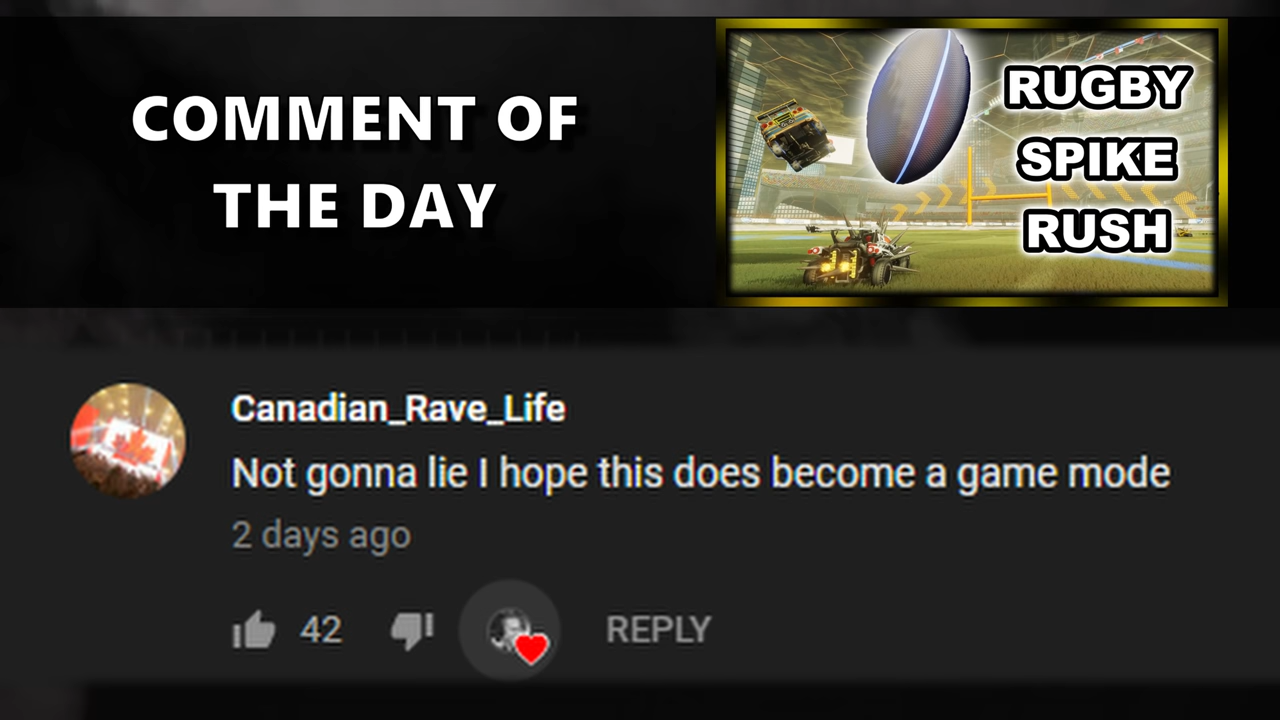 COMMENT OF
THE DAY
RUGBY
SPIKE
RUSH
Canadian_Rave_Life
Not gonna lie I hope this does become a game mode
2 days ago
42
REPLY